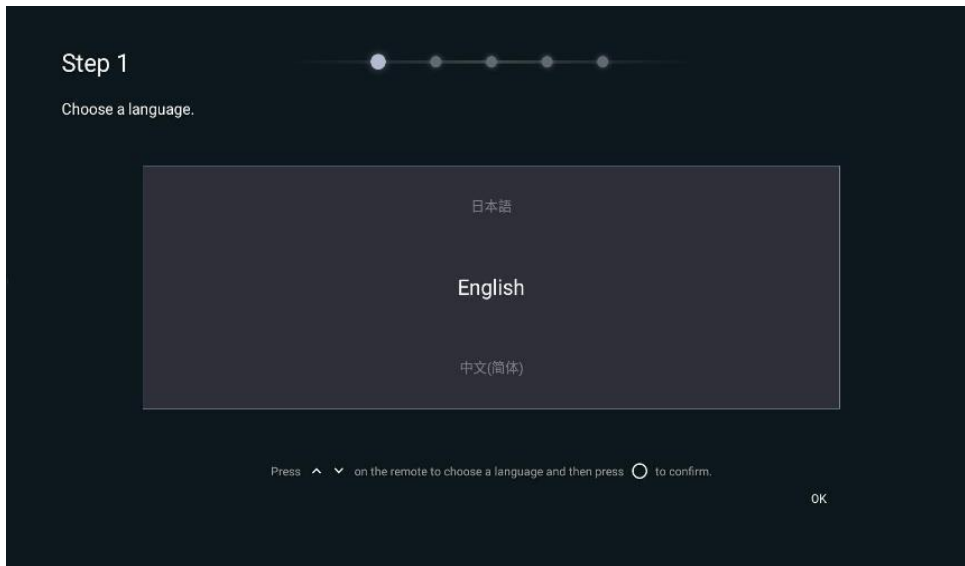 Step 1
Choose a language.
日本語
English
中文(简体)
Press ^ ⌄ on the remote to choose a language and then press ○ to confirm.
OK